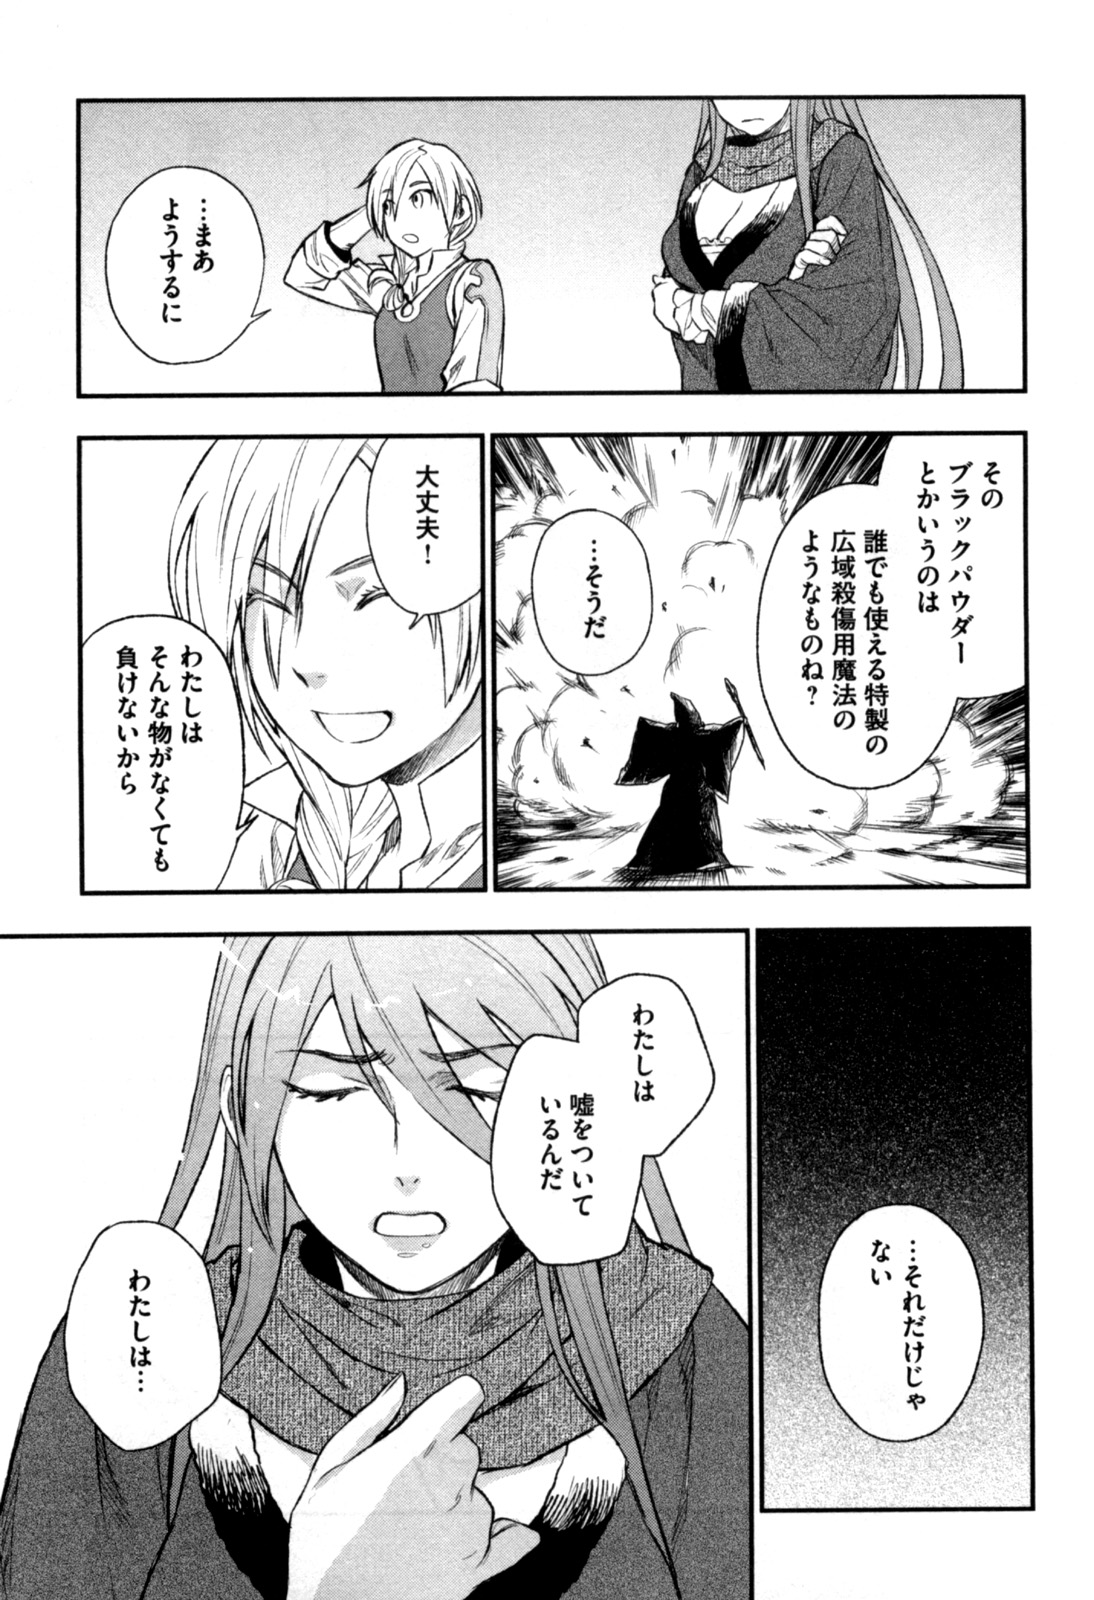 …まあ
ようするに
その
ブラックパウダー
とかいうのは
誰でも使える特製の
広域殺傷用魔法の
ようなものね？
…そうだ
大丈夫！
わたしは
そんな物がなくても
負けないから
…それだけじゃ
ない
わたしは
嘘をついて
いるんだ
わたしは…